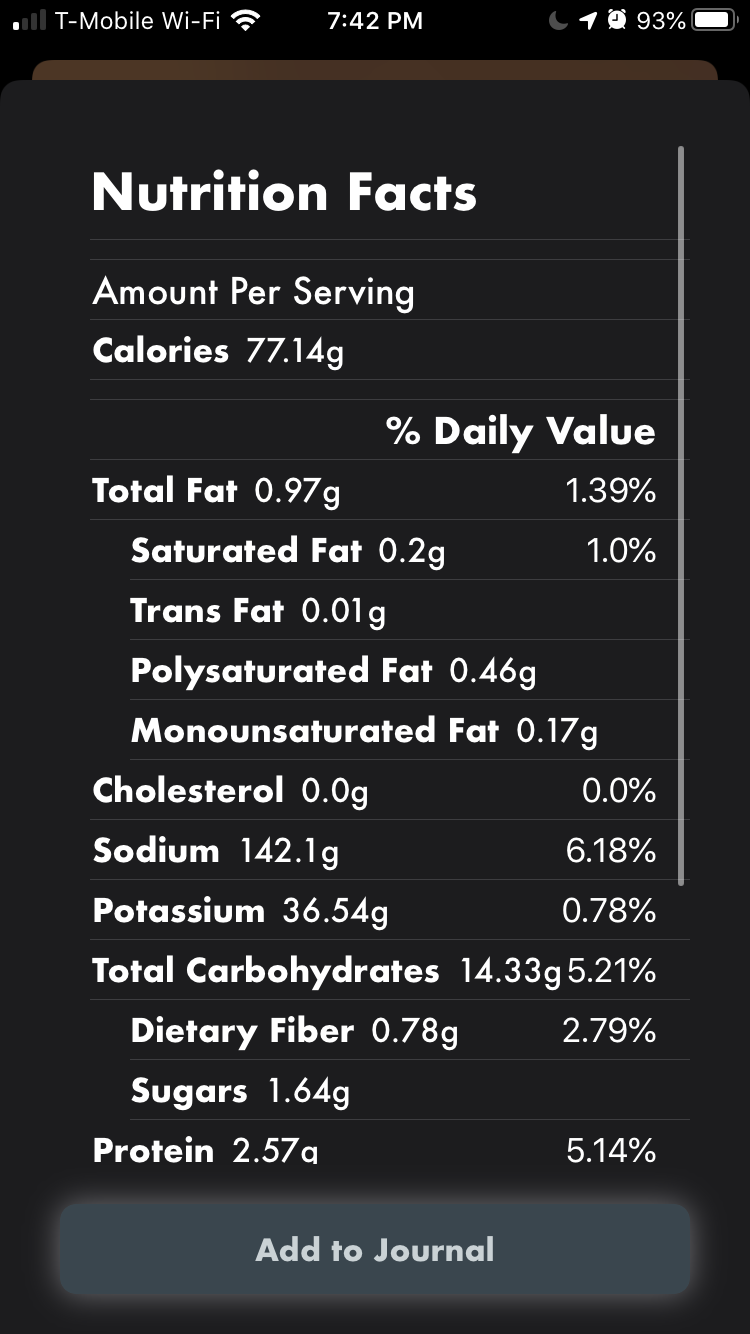 T-Mobile Wi-Fi 7:42 PM 93%
Nutrition Facts
Amount Per Serving
Calories 77.14g
% Daily Value
Total Fat 0.97g 1.39%
Saturated Fat 0.2g 1.0%
Trans Fat 0.01g
Polysaturated Fat 0.46g
Monounsaturated Fat 0.17g
Cholesterol 0.0g 0.0%
Sodium 142.1g 6.18%
Potassium 36.54g 0.78%
Total Carbohydrates 14.33g 5.21%
Dietary Fiber 0.78g 2.79%
Sugars 1.64g
Protein 2.57g 5.14%
Add to Journal